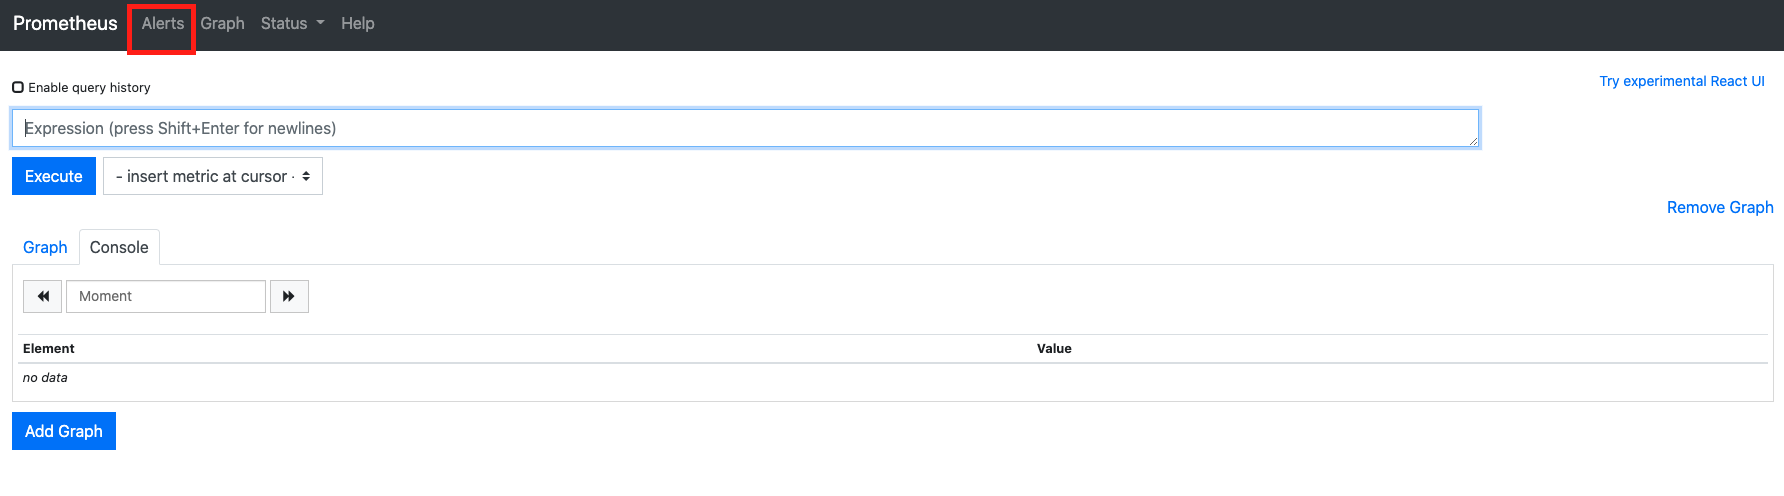 Prometheus Alerts Graph Status Help
Enable query history
Try experimental React UI
Expression (press Shift+Enter for newlines)
Execute - insert metric at cursor -
Remove Graph
Graph Console
Moment
Element Value
no data
Add Graph